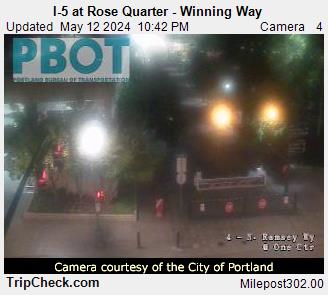 I-5 at Rose Quarter - Winning Way
Updated May 12 2024 10:42 PM Camera 4
PBOT
PORTLAND BUREAU OF TRANSPORTATION
4 - N. Ramsey Wy
@ One Ctr
Camera courtesy of the City of Portland
TripCheck.com Milepost302.00